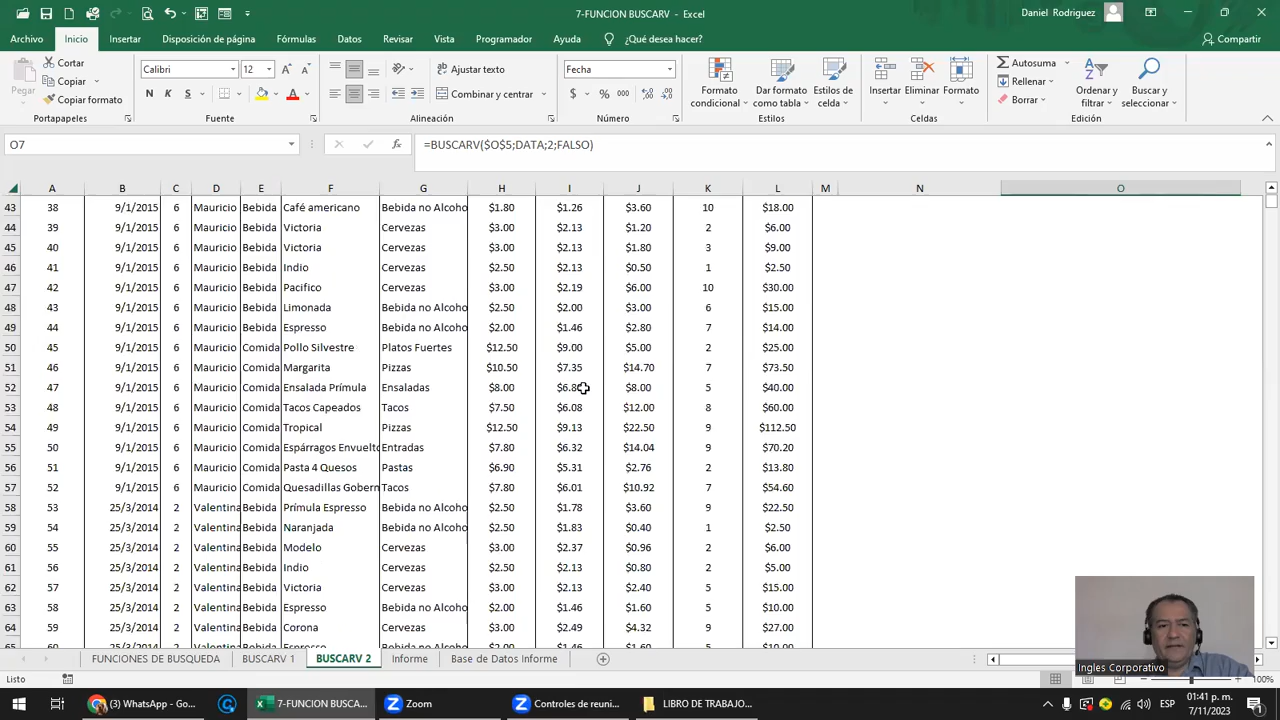 7-FUNCION BUSCARV - Excel
Daniel Rodriguez
Archivo Inicio Insertar Disposición de página Fórmulas Datos Revisar Vista Programador Ayuda ¿Qué desea hacer? Compartir
Pegar
Cortar
Copiar
Copiar formato
Portapapeles
Calibri 12
N K S
Fuente
Ajustar texto
Combinar y centrar
Alineación
Fecha
$ % 000
Número
Formato condicional
Dar formato como tabla
Estilos de celda
Estilos
Insertar Eliminar Formato
Celdas
Autosuma
Rellenar
Borrar
Ordenar y filtrar
Buscar y seleccionar
Edición
O7 fx =BUSCARV($O$5;DATA;2;FALSO)
A B C D E F G H I J K L M N O
43 38 9/1/2015 6 Mauricio Bebida Café americano Bebida no Alcoho $1.80 $1.26 $3.60 10 $18.00
44 39 9/1/2015 6 Mauricio Bebida Victoria Cervezas $3.00 $2.13 $1.20 2 $6.00
45 40 9/1/2015 6 Mauricio Bebida Victoria Cervezas $3.00 $2.13 $1.80 3 $9.00
46 41 9/1/2015 6 Mauricio Bebida Indio Cervezas $2.50 $2.13 $0.50 1 $2.50
47 42 9/1/2015 6 Mauricio Bebida Pacifico Cervezas $3.00 $2.19 $6.00 10 $30.00
48 43 9/1/2015 6 Mauricio Bebida Limonada Bebida no Alcoho $2.50 $2.00 $3.00 6 $15.00
49 44 9/1/2015 6 Mauricio Bebida Espresso Bebida no Alcoho $2.00 $1.46 $2.80 7 $14.00
50 45 9/1/2015 6 Mauricio Comida Pollo Silvestre Platos Fuertes $12.50 $9.00 $5.00 2 $25.00
51 46 9/1/2015 6 Mauricio Comida Margarita Pizzas $10.50 $7.35 $14.70 7 $73.50
52 47 9/1/2015 6 Mauricio Comida Ensalada Prímula Ensaladas $8.00 $8.00 5 $40.00
53 48 9/1/2015 6 Mauricio Comida Tacos Capeados Tacos $7.50 $6.08 $12.00 8 $60.00
54 49 9/1/2015 6 Mauricio Comida Tropical Pizzas $12.50 $9.13 $22.50 9 $112.50
55 50 9/1/2015 6 Mauricio Comida Espárragos Envuelto Entradas $7.80 $6.32 $14.04 9 $70.20
56 51 9/1/2015 6 Mauricio Comida Pasta 4 Quesos Pastas $6.90 $5.31 $2.76 2 $13.80
57 52 9/1/2015 6 Mauricio Comida Quesadillas Gobern Tacos $7.80 $6.01 $10.92 7 $54.60
58 53 25/3/2014 2 Valentina Bebida Prímula Espresso Bebida no Alcoho $2.50 $1.78 $3.60 9 $22.50
59 54 25/3/2014 2 Valentina Bebida Naranjada Bebida no Alcoho $2.50 $1.83 $0.40 1 $2.50
60 55 25/3/2014 2 Valentina Bebida Modelo Cervezas $3.00 $2.37 $0.96 2 $6.00
61 56 25/3/2014 2 Valentina Bebida Indio Cervezas $2.50 $2.13 $0.80 2 $5.00
62 57 25/3/2014 2 Valentina Bebida Victoria Cervezas $3.00 $2.13 $2.40 5 $15.00
63 58 25/3/2014 2 Valentina Bebida Espresso Bebida no Alcoho $2.00 $1.46 $1.60 5 $10.00
64 59 25/3/2014 2 Valentina Bebida Corona Cervezas $3.00 $2.49 $4.32 9 $27.00
Ingles Corporativo
FUNCIONES DE BUSQUEDA BUSCARV 1 BUSCARV 2 Informe Base de Datos Informe
Listo 100%
(3) WhatsApp - Go... 7-FUNCION BUSCA... Zoom Controles de reuni... LIBRO DE TRABAJO... ESP 01:41 p. m.
7/11/2023